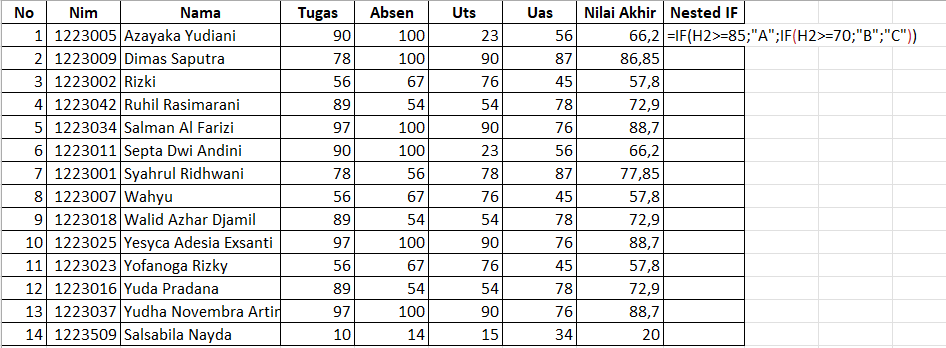 No Nim Nama Tugas Absen Uts Uas Nilai Akhir Nested IF
1 1223005 Azayaka Yudiani 90 100 23 56 66,2 =IF(H2>=85;"A";IF(H2>=70;"B";"C"))
2 1223009 Dimas Saputra 78 100 90 87 86,85
3 1223002 Rizki 56 67 76 45 57,8
4 1223042 Ruhil Rasimarani 89 54 54 78 72,9
5 1223034 Salman Al Farizi 97 100 90 76 88,7
6 1223011 Septa Dwi Andini 90 100 23 56 66,2
7 1223001 Syahrul Ridhwani 78 56 78 87 77,85
8 1223007 Wahyu 56 67 76 45 57,8
9 1223018 Walid Azhar Djamil 89 54 54 78 72,9
10 1223025 Yesyca Adesia Exsanti 97 100 90 76 88,7
11 1223023 Yofanoga Rizky 56 67 76 45 57,8
12 1223016 Yuda Pradana 89 54 54 78 72,9
13 1223037 Yudha Novembra Artin 97 100 90 76 88,7
14 1223509 Salsabila Nayda 10 14 15 34 20